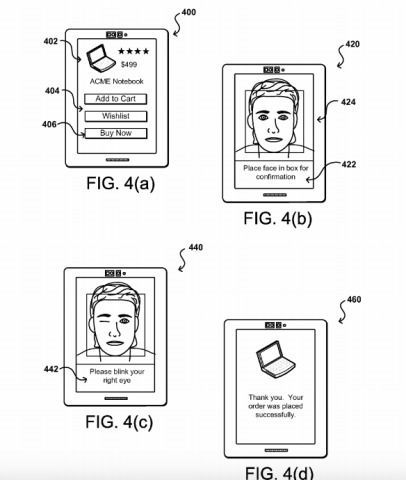 400
402
★★★★
$499
ACME Notebook
404
Add to Cart
Wishlist
406
Buy Now
FIG. 4(a)
420
424
Place face in box for
confirmation
422
FIG. 4(b)
440
442
Please blink your
right eye
FIG. 4(c)
460
Thank you. Your
order was placed
successfully.
FIG. 4(d)